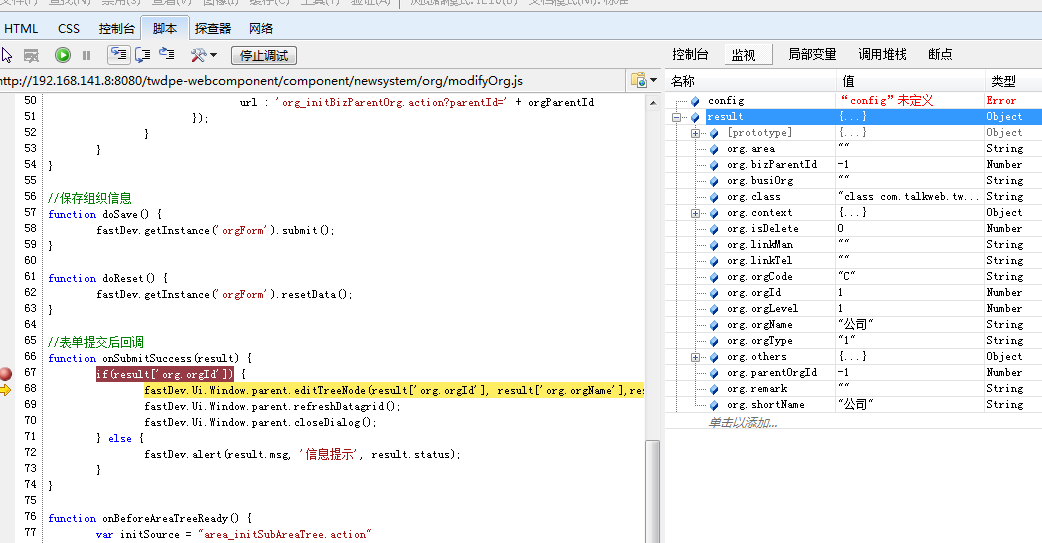 HTML CSS 控制台 脚本 探查器 网络
停止调试
http://192.168.141.8:8080/twdpe-webcomponent/component/newsystem/org/modifyOrg.js
50 url : 'org_initBizParentOrg.action?parentId=' + orgParentId
51 });
52 }
53 }
54 }
55
56 //保存组织信息
57 function doSave() {
58 fastDev.getInstance('orgForm').submit();
59 }
60
61 function doReset() {
62 fastDev.getInstance('orgForm').resetData();
63 }
64
65 //表单提交后回调
66 function onSubmitSuccess(result) {
67 if(result['org.orgId']) {
68 fastDev.Ui.Window.parent.editTreeNode(result['org.orgId'], result['org.orgName'],res
69 fastDev.Ui.Window.parent.refreshDatagrid();
70 fastDev.Ui.Window.parent.closeDialog();
71 } else {
72 fastDev.alert(result.msg, '信息提示', result.status);
73 }
74 }
75
76 function onBeforeAreaTreeReady() {
77 var initSource = "area_initSubAreaTree.action"
控制台 监视 局部变量 调用堆栈 断点
名称 值 类型
config “config”未定义 Error
result {...} Object
[prototype] {...} Object
org.area "" String
org.bizParentId -1 Number
org.busiOrg "" String
org.class "class com.talkweb.tw... String
org.context {...} Object
org.isDelete 0 Number
org.linkMan "" String
org.linkTel "" String
org.orgCode "C" String
org.orgId 1 Number
org.orgLevel 1 Number
org.orgName "公司" String
org.orgType "1" String
org.others {...} Object
org.parentOrgId -1 Number
org.remark "" String
org.shortName "公司" String
单击以添加...